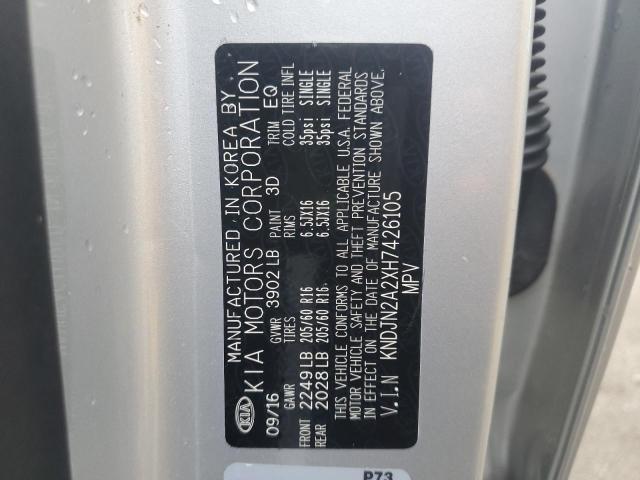 MANUFACTURED IN KOREA BY
KIA KIA MOTORS CORPORATION
09/16 GVWR 3902 LB PAINT 3D TRIM EQ
GAWR TIRES RIMS COLD TIRE INFL
FRONT 2249 LB 205/60 R16 6.5JX16 35psi SINGLE
REAR 2028 LB 205/60 R16 6.5JX16 35psi SINGLE
THIS VEHICLE CONFORMS TO ALL APPLICABLE U.S.A. FEDERAL
MOTOR VEHICLE SAFETY AND THEFT PREVENTION STANDARDS
IN EFFECT ON THE DATE OF MANUFACTURE SHOWN ABOVE.
V.I.N KNDJN2A2XH7426105
MPV
P73